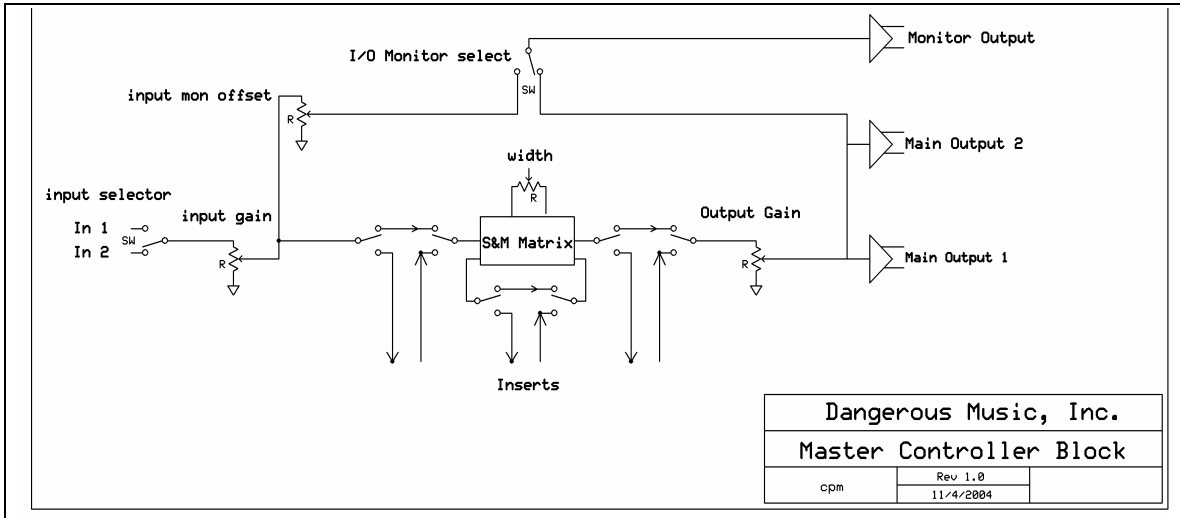 Monitor Output
I/O Monitor select
SW
input mon offset
R
Main Output 2
width
R
input selector
input gain
Output Gain
In 1
SW
In 2
R
S&M Matrix
R
Main Output 1
Inserts
Dangerous Music, Inc.
Master Controller Block
cpm
Rev 1.0
11/4/2004